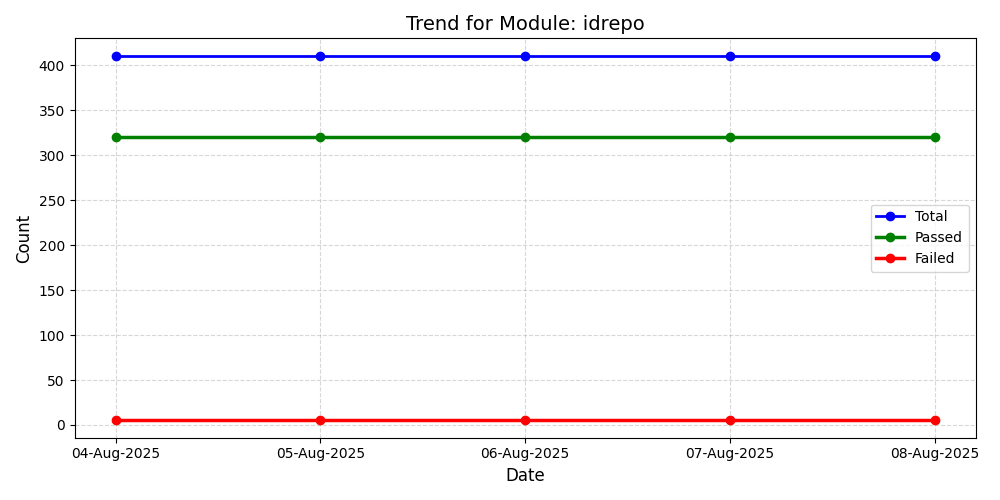 Trend for Module: idrepo
400
350
300
250
200
150
100
50
0
Count
Total
Passed
Failed
04-Aug-2025
05-Aug-2025
06-Aug-2025
07-Aug-2025
08-Aug-2025
Date